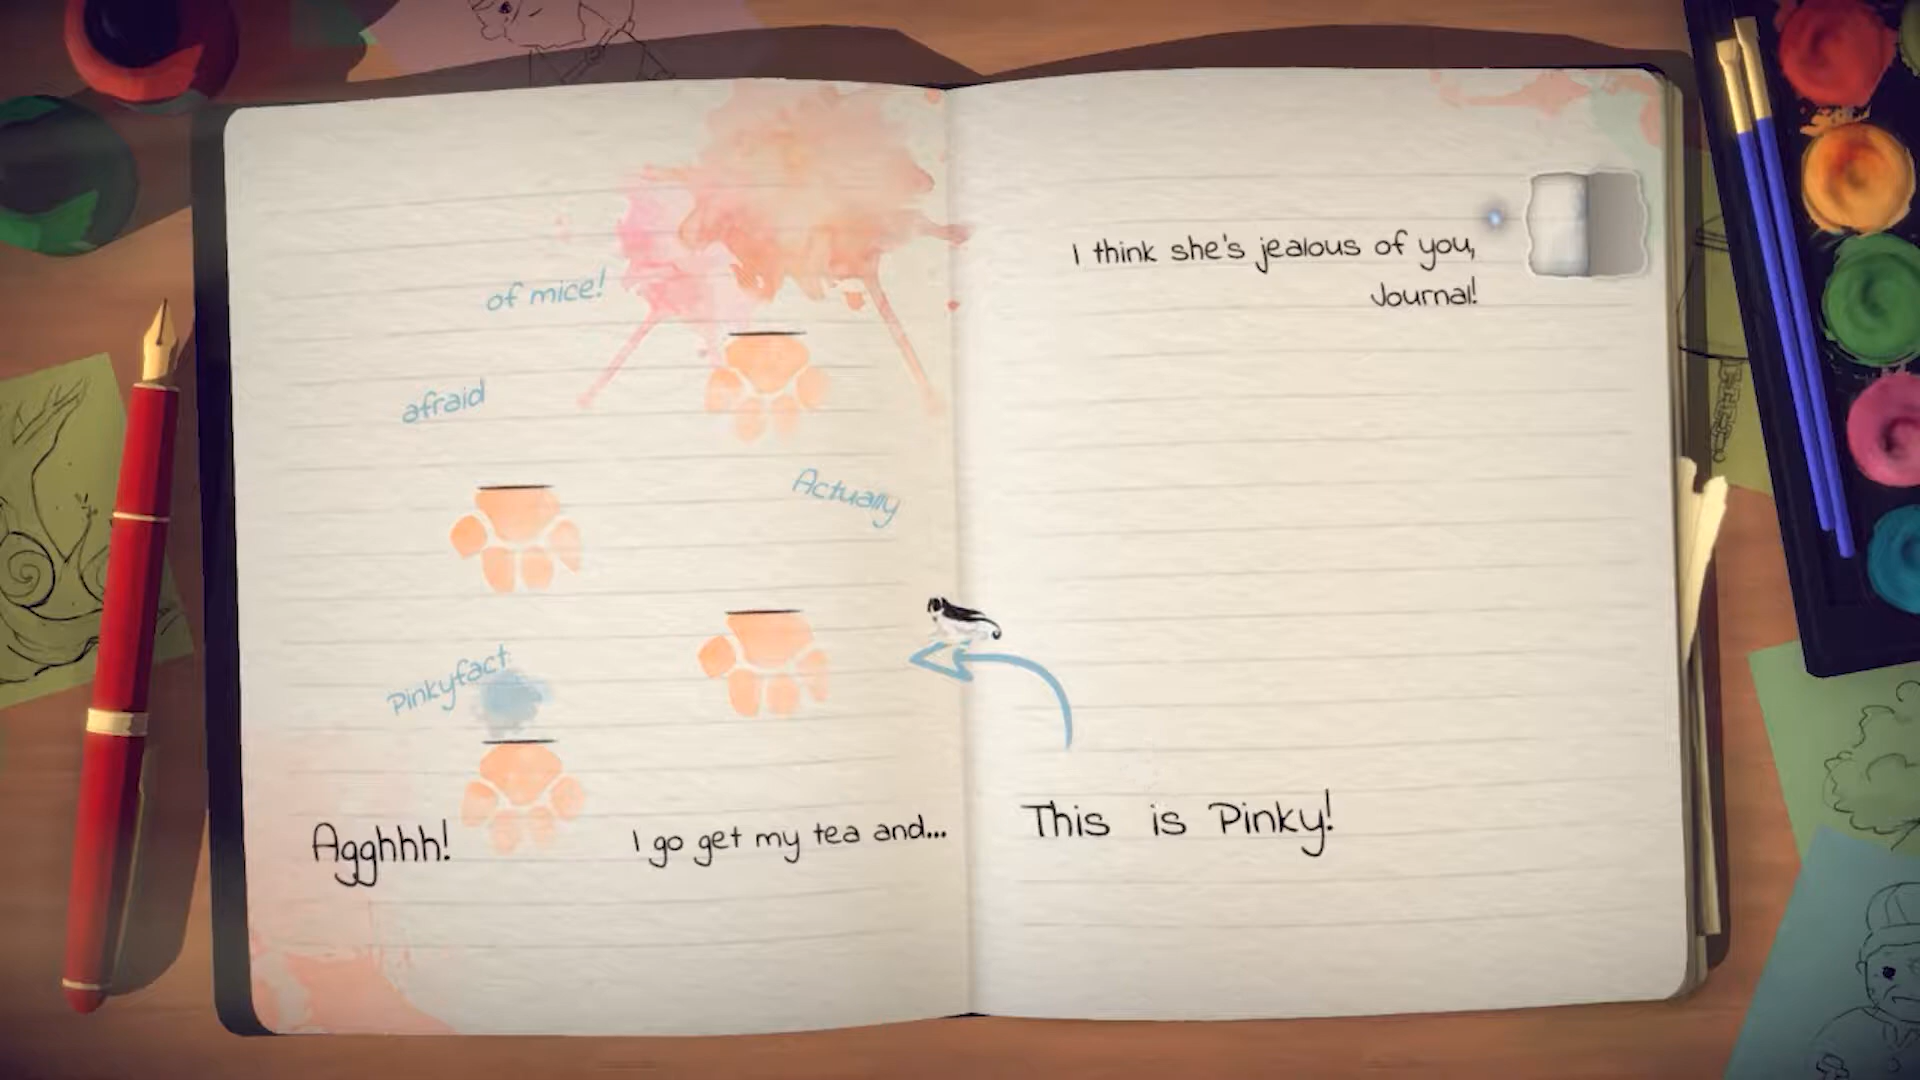 of mice!
afraid
Actually
Pinkyfact:
Agghhh!
I go get my tea and...
I think she's jealous of you,
Journal!
This is Pinky!